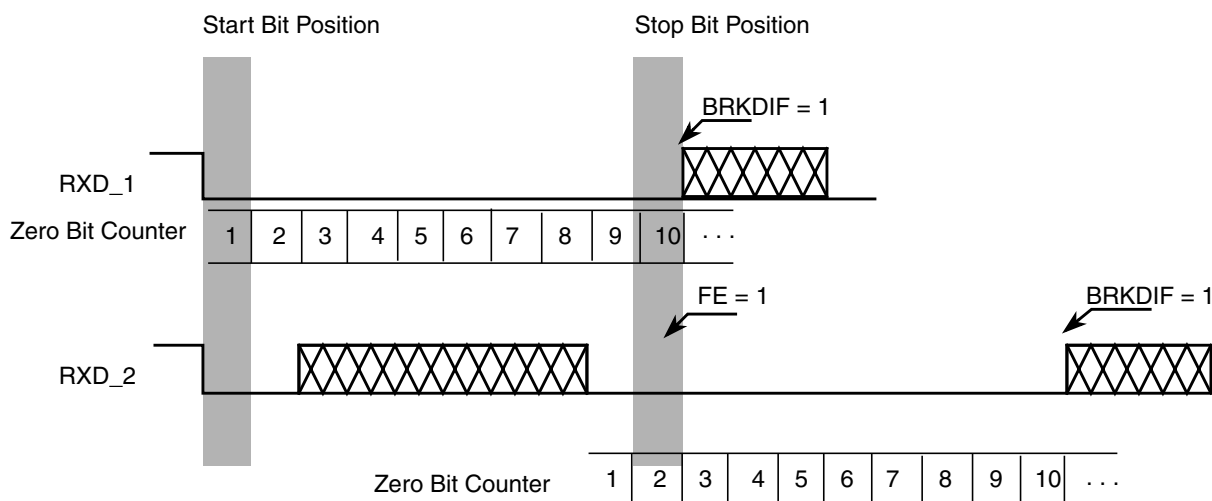 Start Bit Position
Stop Bit Position
BRKDIF = 1
RXD_1
Zero Bit Counter
1 2 3 4 5 6 7 8 9 10 . . .
FE = 1
BRKDIF = 1
RXD_2
Zero Bit Counter
1 2 3 4 5 6 7 8 9 10 . . .